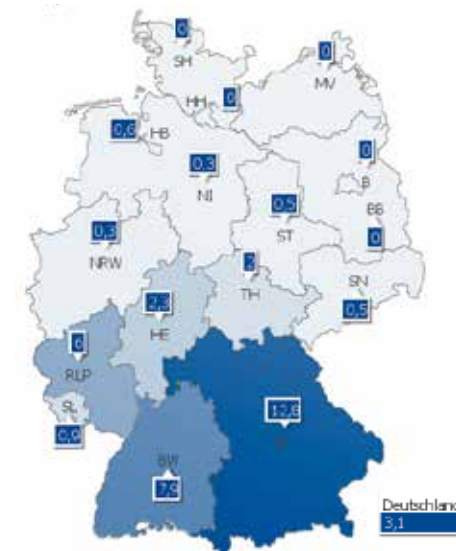 0
SH
0
MV
HH
0
0,6
HB
0
B
0,3
NI
0,5
ST
BB
0
0,3
NRW
2
TH
SN
0,5
2,3
HE
6
RLP
SL
0,9
12,8
BW
7,9
Deutschland
3,1